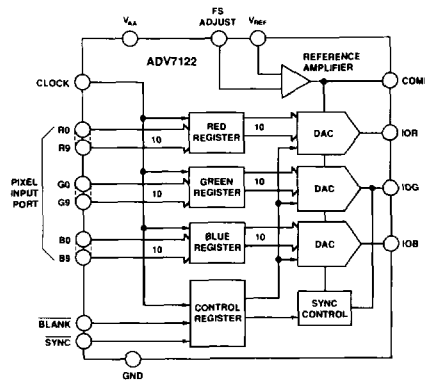 FS
ADJUST
VAA
VREF
ADV7122
REFERENCE
AMPLIFIER
CLOCK
COMP
R0
R9
10
RED
REGISTER
10
DAC
IOR
PIXEL
INPUT
PORT
G0
G9
10
GREEN
REGISTER
10
DAC
IOG
B0
B9
10
BLUE
REGISTER
10
DAC
IOB
CONTROL
REGISTER
SYNC
CONTROL
BLANK
SYNC
GND